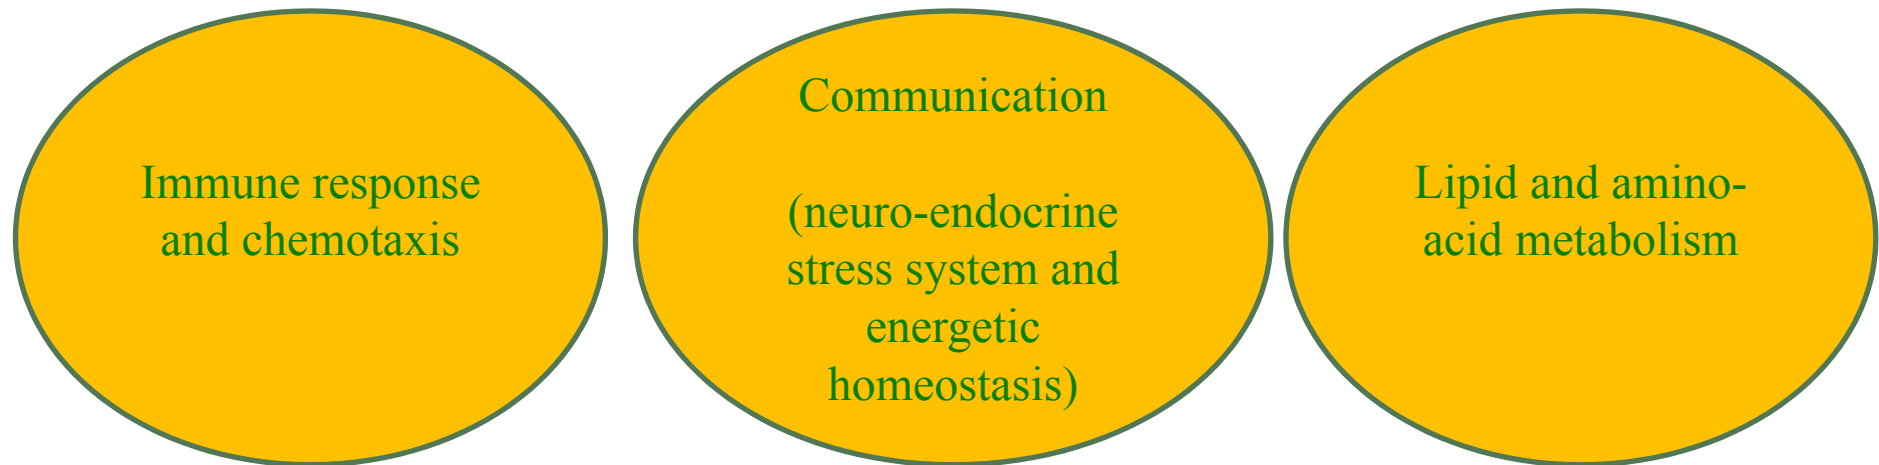 Immune response
and chemotaxis
Communication
(neuro-endocrine
stress system and
energetic
homeostasis)
Lipid and amino-
acid metabolism